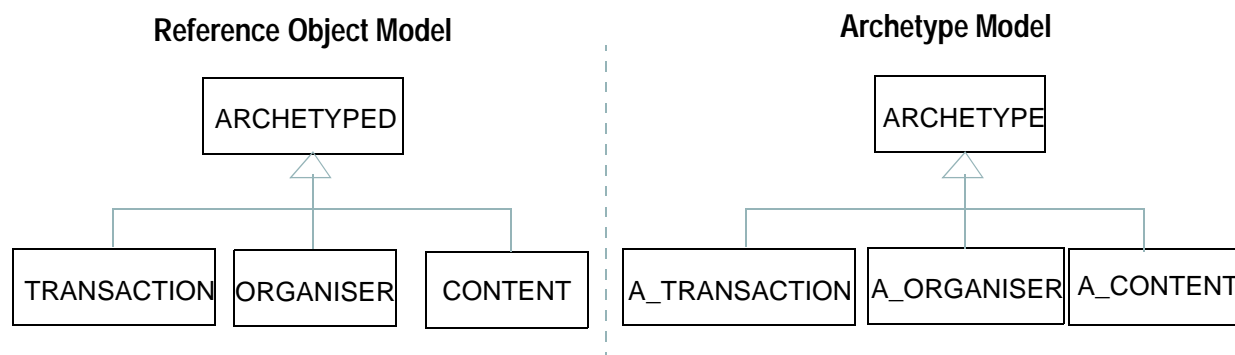 Reference Object Model
Archetype Model
ARCHETYPED
ARCHETYPE
TRANSACTION
ORGANISER
CONTENT
A_TRANSACTION
A_ORGANISER
A_CONTENT